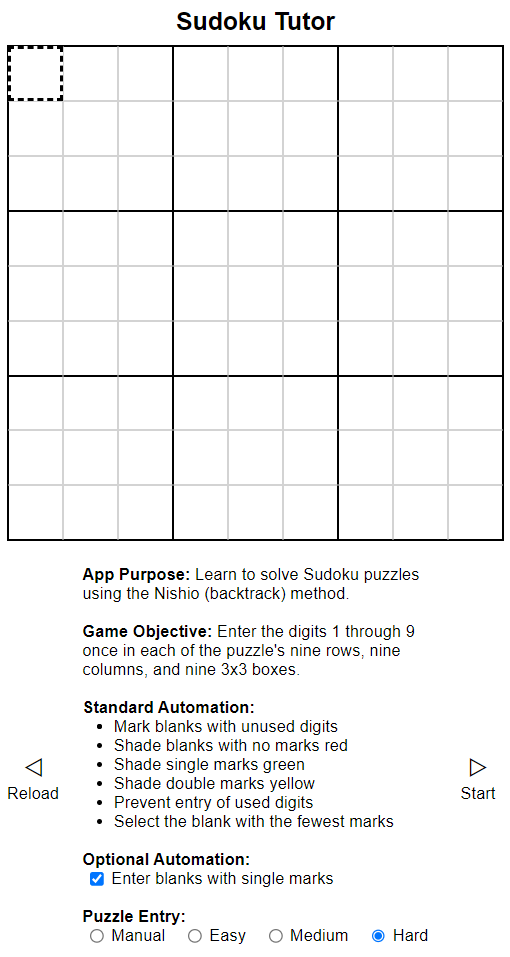 Sudoku Tutor
App Purpose: Learn to solve Sudoku puzzles
using the Nishio (backtrack) method.
Game Objective: Enter the digits 1 through 9
once in each of the puzzle's nine rows, nine
columns, and nine 3x3 boxes.
Standard Automation:
• Mark blanks with unused digits
• Shade blanks with no marks red
• Shade single marks green
• Shade double marks yellow
• Prevent entry of used digits
• Select the blank with the fewest marks
Reload
Start
Optional Automation:
Enter blanks with single marks
Puzzle Entry:
Manual Easy Medium Hard